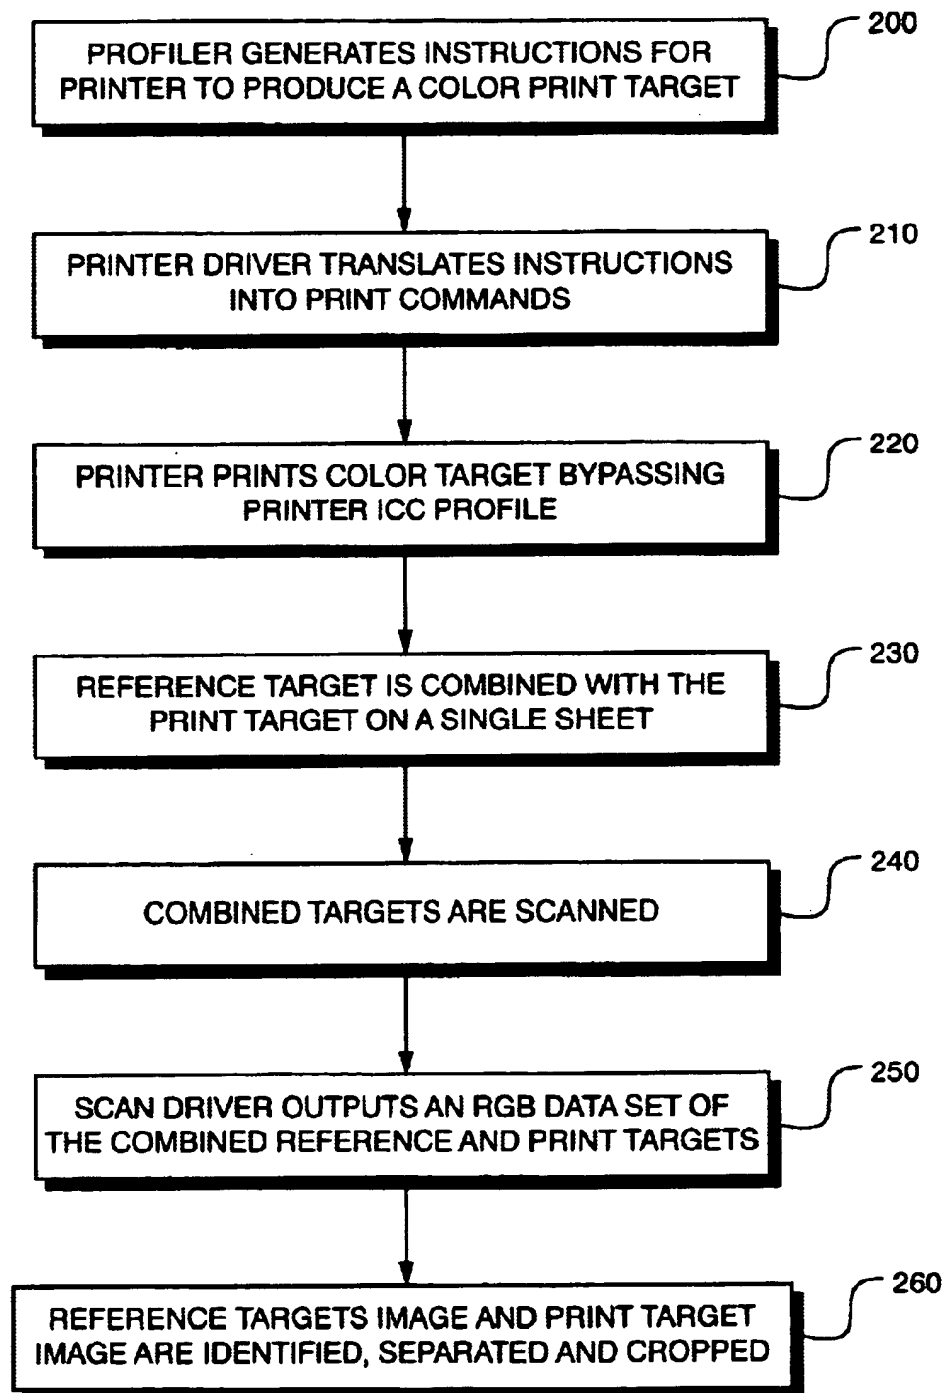 200
PROFILER GENERATES INSTRUCTIONS FOR
PRINTER TO PRODUCE A COLOR PRINT TARGET
210
PRINTER DRIVER TRANSLATES INSTRUCTIONS
INTO PRINT COMMANDS
220
PRINTER PRINTS COLOR TARGET BYPASSING
PRINTER ICC PROFILE
230
REFERENCE TARGET IS COMBINED WITH THE
PRINT TARGET ON A SINGLE SHEET
240
COMBINED TARGETS ARE SCANNED
250
SCAN DRIVER OUTPUTS AN RGB DATA SET OF
THE COMBINED REFERENCE AND PRINT TARGETS
260
REFERENCE TARGETS IMAGE AND PRINT TARGET
IMAGE ARE IDENTIFIED, SEPARATED AND CROPPED